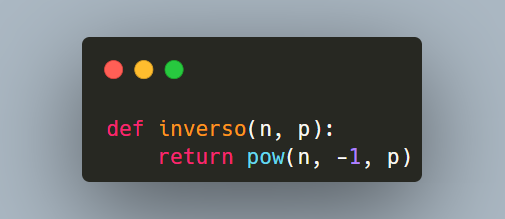 def inverso(n, p):
    return pow(n, -1, p)